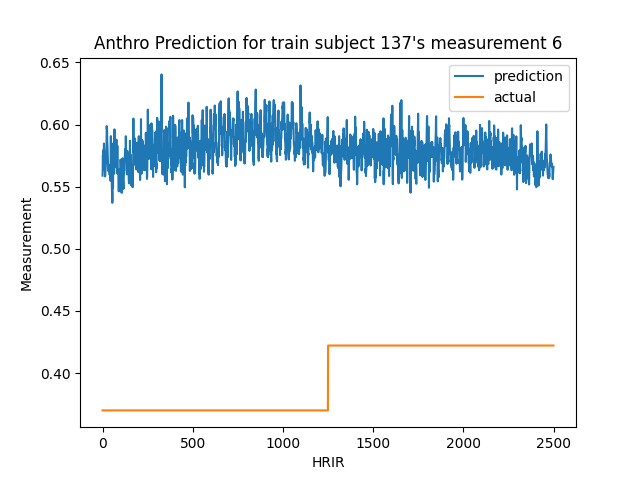 Anthro Prediction for train subject 137's measurement 6
0.65
0.60
0.55
0.50
0.45
0.40
Measurement
prediction
actual
0 500 1000 1500 2000 2500
HRIR